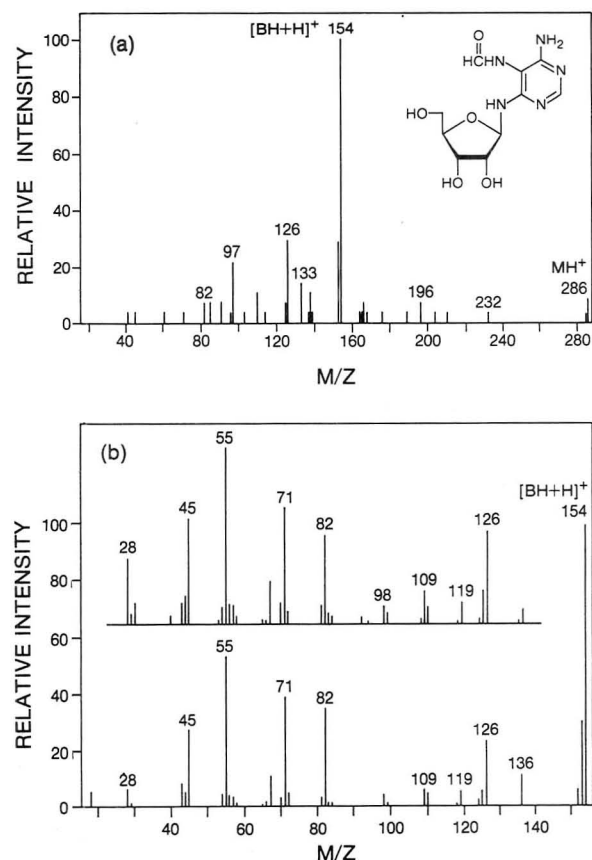 (a)
[BH+H]+ 154
RELATIVE INTENSITY
100
80
60
40
20
0
82
97
126
133
196
232
MH+
286
O
HCHN
NH2
N
N
HN
HO
O
OH OH
40 80 120 160 200 240 280
M/Z
(b)
RELATIVE INTENSITY
100
80
60
40
20
0
28
45
55
71
82
98
109
119
126
[BH+H]+
154
28
45
55
71
82
109
119
126
136
40 60 80 100 120 140
M/Z